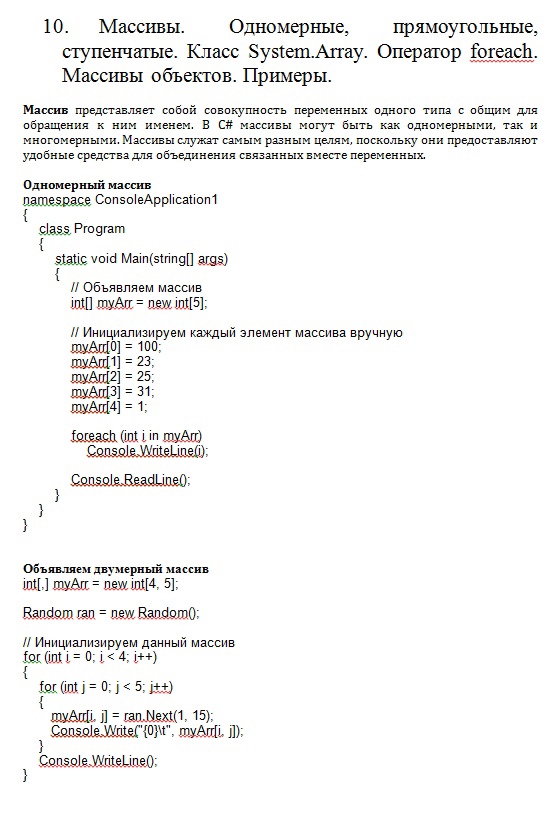 10. Массивы. Одномерные, прямоугольные,
ступенчатые. Класс System.Array. Оператор foreach.
Массивы объектов. Примеры.
Массив представляет собой совокупность переменных одного типа с общим для
обращения к ним именем. В C# массивы могут быть как одномерными, так и
многомерными. Массивы служат самым разным целям, поскольку они предоставляют
удобные средства для объединения связанных вместе переменных.
Одномерный массив
namespace ConsoleApplication1
{
class Program
{
static void Main(string[] args)
{
// Объявляем массив
int[] myArr = new int[5];
// Инициализируем каждый элемент массива вручную
myArr[0] = 100;
myArr[1] = 23;
myArr[2] = 25;
myArr[3] = 31;
myArr[4] = 1;
foreach (int i in myArr)
Console.WriteLine(i);
Console.ReadLine();
}
}
}
Объявляем двумерный массив
int[,] myArr = new int[4, 5];
Random ran = new Random();
// Инициализируем данный массив
for (int i = 0; i < 4; i++)
{
for (int j = 0; j < 5; j++)
{
myArr[i, j] = ran.Next(1, 15);
Console.Write("{0}\t", myArr[i, j]);
}
Console.WriteLine();
}